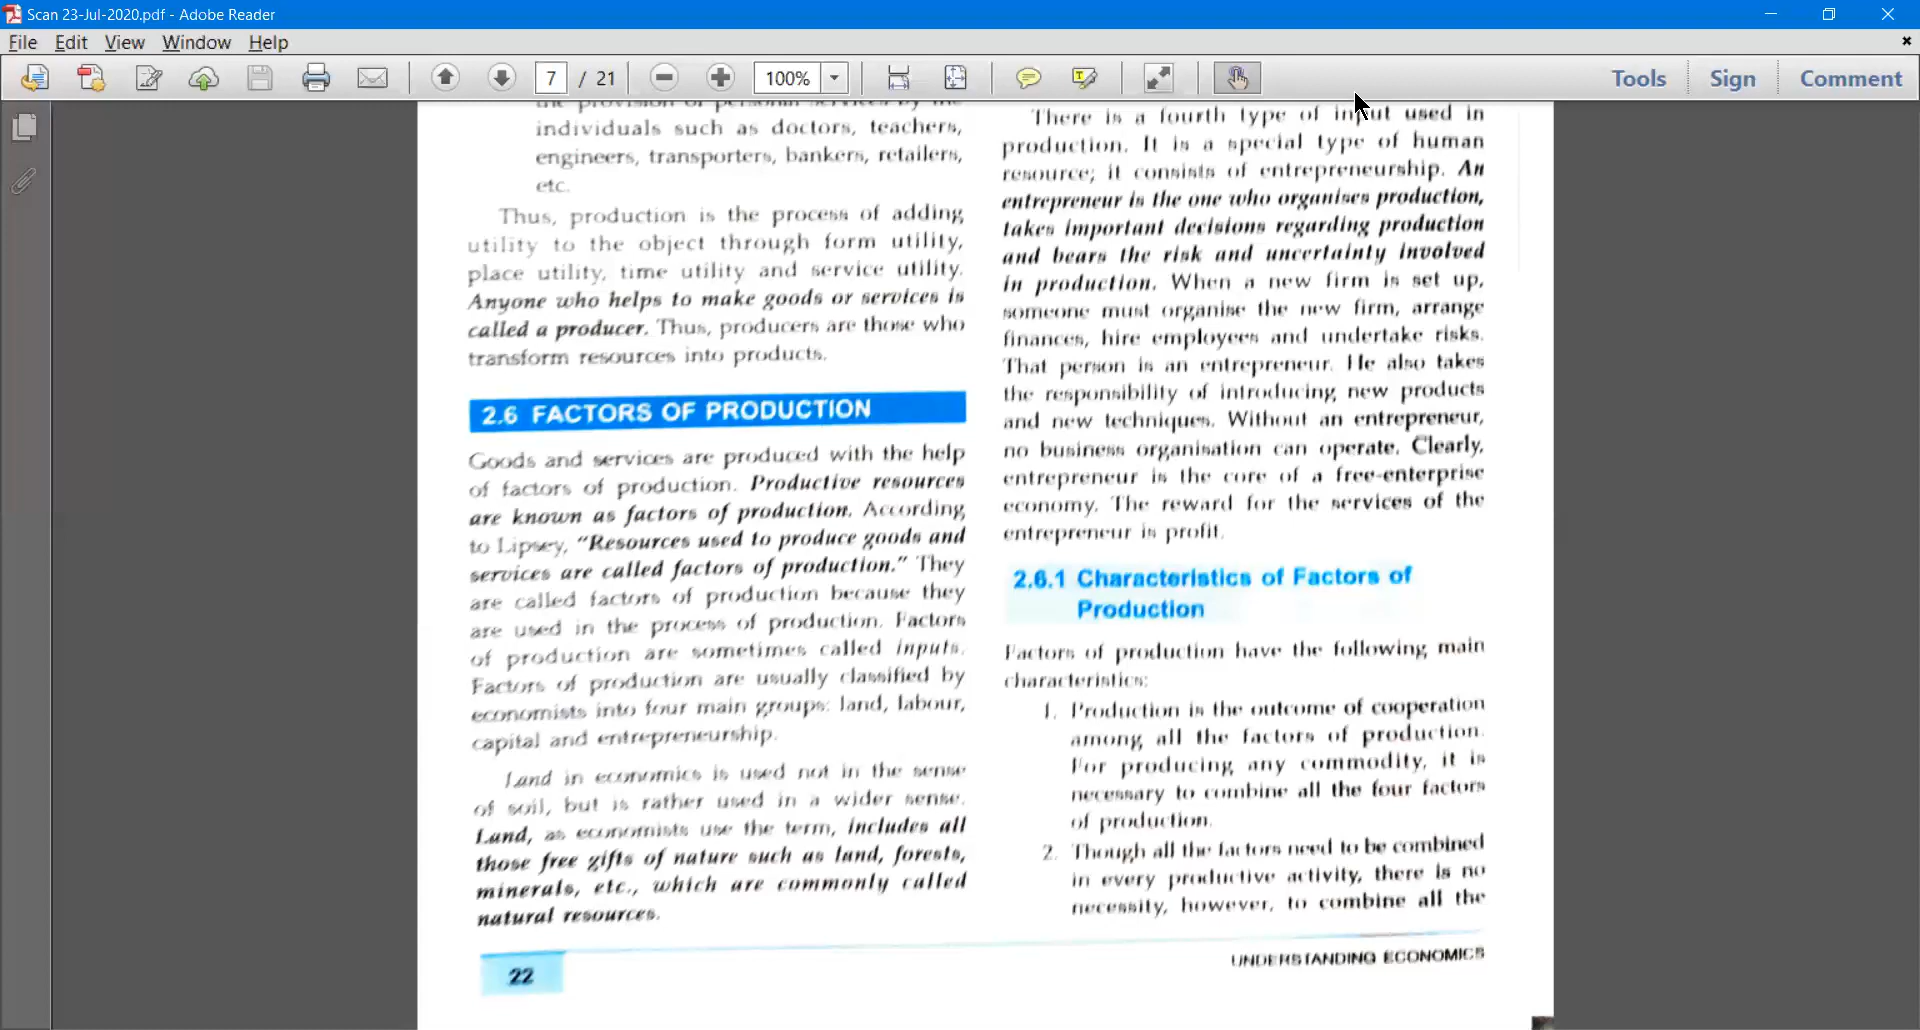 Scan 23-Jul-2020.pdf - Adobe Reader
File Edit View Window Help
7 / 21 100% Tools Sign Comment
the provision of personal services by the
individuals such as doctors, teachers,
engineers, transporters, bankers, retailers,
etc.
Thus, production is the process of adding
utility to the object through form utility,
place utility, time utility and service utility.
Anyone who helps to make goods or services is
called a producer. Thus, producers are those who
transform resources into products.
2.6 FACTORS OF PRODUCTION
Goods and services are produced with the help
of factors of production. Productive resources
are known as factors of production. According
to Lipsey, “Resources used to produce goods and
services are called factors of production.” They
are called factors of production because they
are used in the process of production. Factors
of production are sometimes called inputs.
Factors of production are usually classified by
economists into four main groups: land, labour,
capital and entrepreneurship.
Land in economics is used not in the sense
of soil, but is rather used in a wider sense.
Land, as economists use the term, includes all
those free gifts of nature such as land, forests,
minerals, etc., which are commonly called
natural resources.
22
There is a fourth type of input used in
production. It is a special type of human
resource; it consists of entrepreneurship. An
entrepreneur is the one who organises production,
takes important decisions regarding production
and bears the risk and uncertainty involved
in production. When a new firm is set up,
someone must organise the new firm, arrange
finances, hire employees and undertake risks.
That person is an entrepreneur. He also takes
the responsibility of introducing new products
and new techniques. Without an entrepreneur,
no business organisation can operate. Clearly,
entrepreneur is the core of a free-enterprise
economy. The reward for the services of the
entrepreneur is profit.
2.6.1 Characteristics of Factors of
Production
Factors of production have the following main
characteristics:
1. Production is the outcome of cooperation
among all the factors of production.
For producing any commodity, it is
necessary to combine all the four factors
of production.
2. Though all the factors need to be combined
in every productive activity, there is no
necessity, however, to combine all the
UNDERSTANDING ECONOMICS